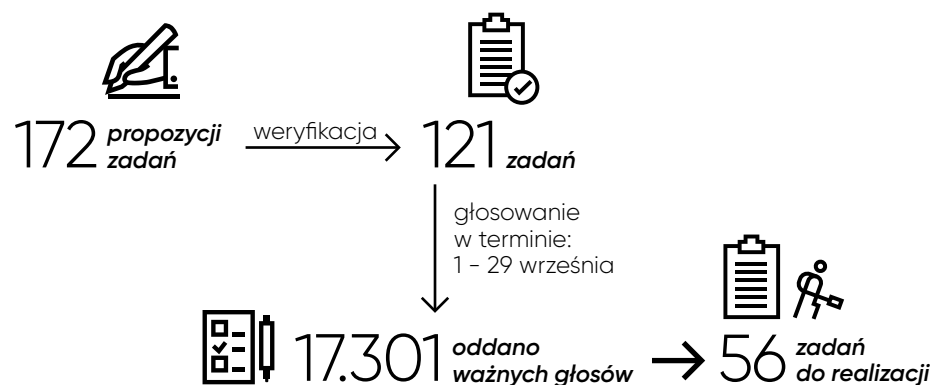 172 propozycji
zadań
weryfikacja
121 zadań
głosowanie
w terminie:
1 - 29 września
17.301 oddano
ważnych głosów
56 zadań
do realizacji